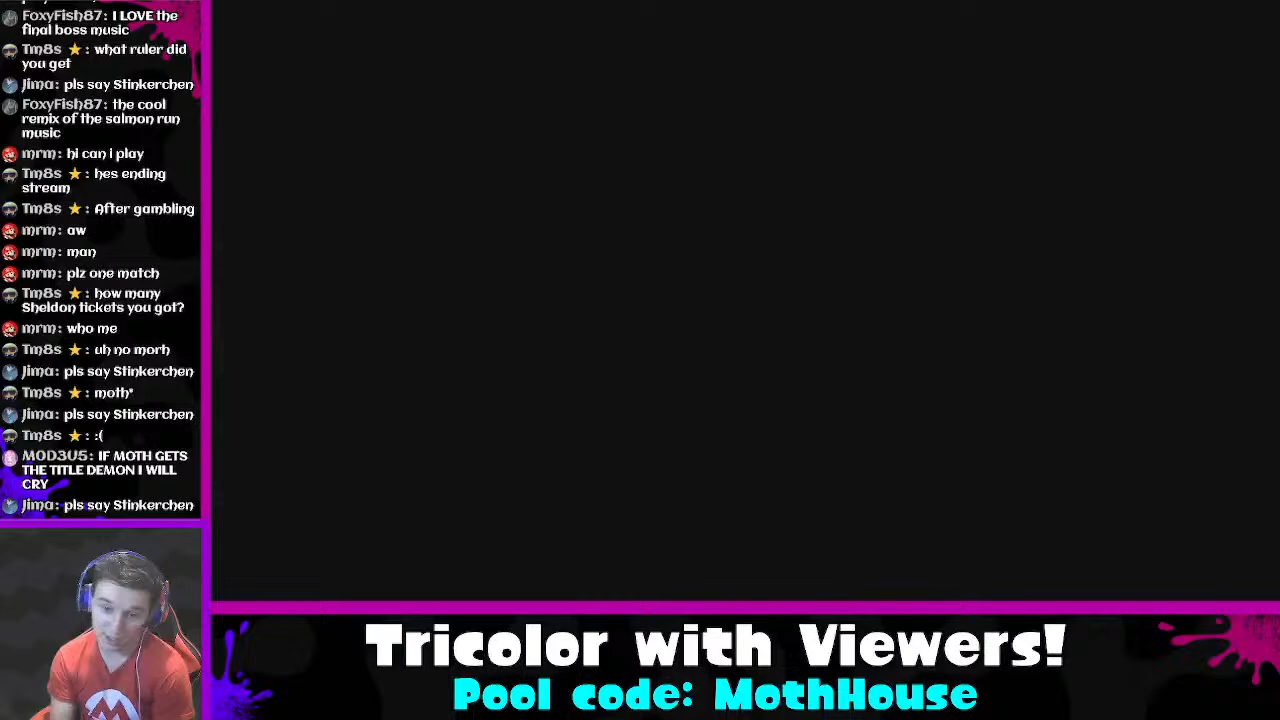 FoxyFish87: I LOVE the
final boss music
Tm8s ⭐: what ruler did
you get
Jima: pls say Stinkerchen
FoxyFish87: the cool
remix of the salmon run
music
mrm: hi can i play
Tm8s ⭐: hes ending
stream
Tm8s ⭐: After gambling
mrm: aw
mrm: man
mrm: plz one match
Tm8s ⭐: how many
Sheldon tickets you got?
mrm: who me
Tm8s ⭐: uh no morh
Jima: pls say Stinkerchen
Tm8s ⭐: moth*
Jima: pls say Stinkerchen
Tm8s ⭐: :(
M0D3U5: IF MOTH GETS
THE TITLE DEMON I WILL
CRY
Jima: pls say Stinkerchen
Tricolor with Viewers!
Pool code: MothHouse